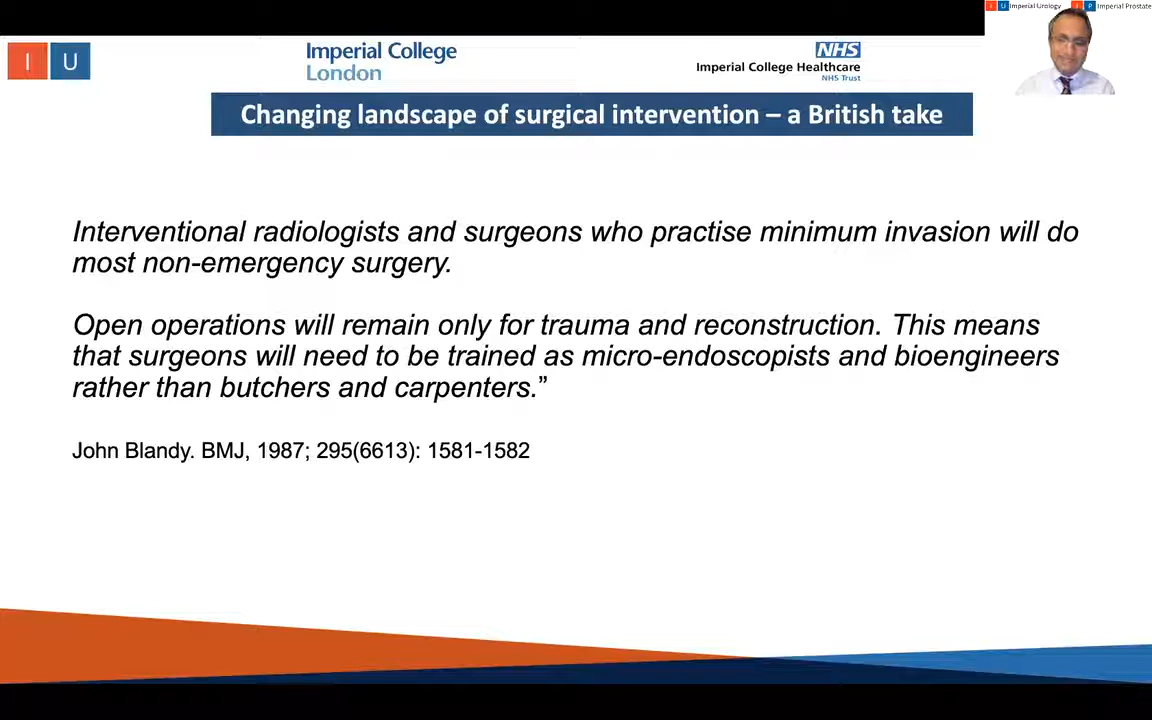 I U Imperial Urology I P Imperial Prostate
I U
Imperial College
London
NHS
Imperial College Healthcare
NHS Trust
Changing landscape of surgical intervention – a British take
Interventional radiologists and surgeons who practise minimum invasion will do
most non-emergency surgery.
Open operations will remain only for trauma and reconstruction. This means
that surgeons will need to be trained as micro-endoscopists and bioengineers
rather than butchers and carpenters.”
John Blandy. BMJ, 1987; 295(6613): 1581-1582